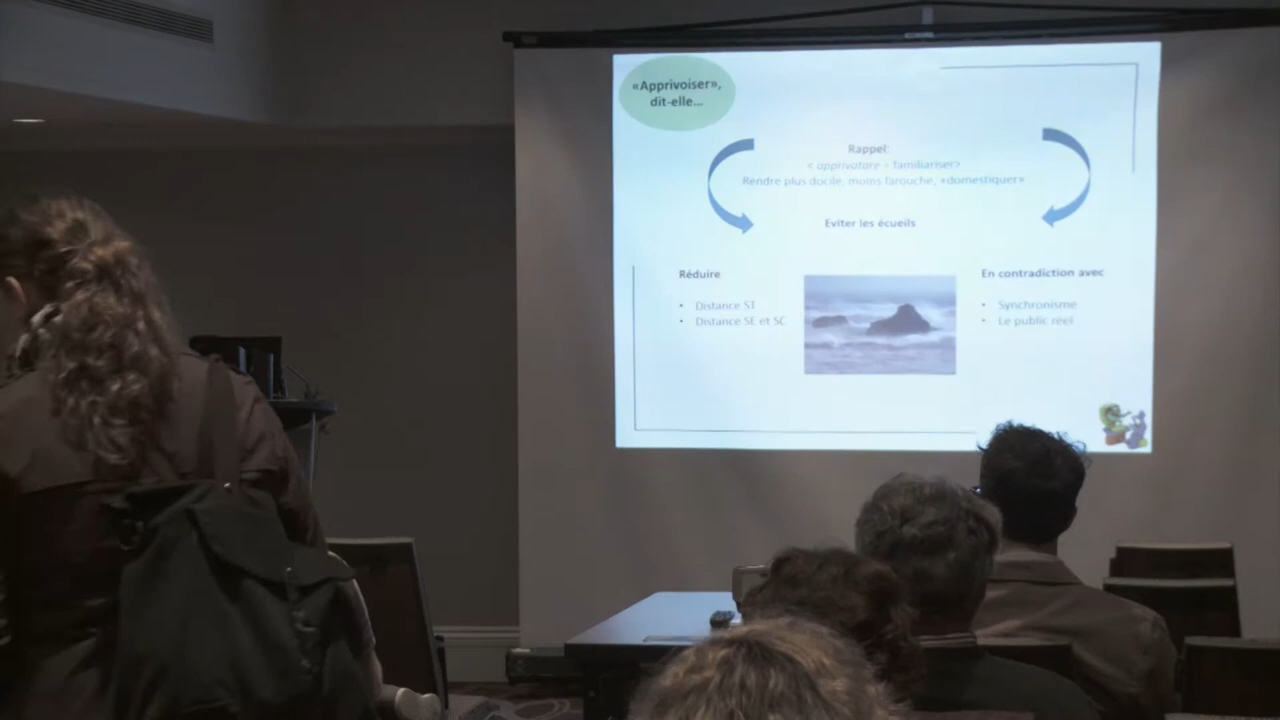 «Apprivoiser»,
dit-elle...
Rappel:
< apprivatare « familiariser>
Rendre plus docile, moins farouche, «domestiquer»
Eviter les écueils
Réduire
• Distance ST
• Distance SE et SC
En contradiction avec
• Synchronisme
• Le public réel